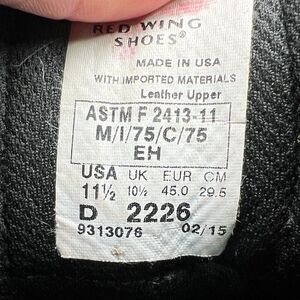 RED WING
SHOES®
MADE IN USA
WITH IMPORTED MATERIALS
Leather Upper
ASTM F 2413-11
M/I/75/C/75
EH
USA UK EUR CM
11½ 10½ 45.0 29.5
D 2226
9313076 02/15